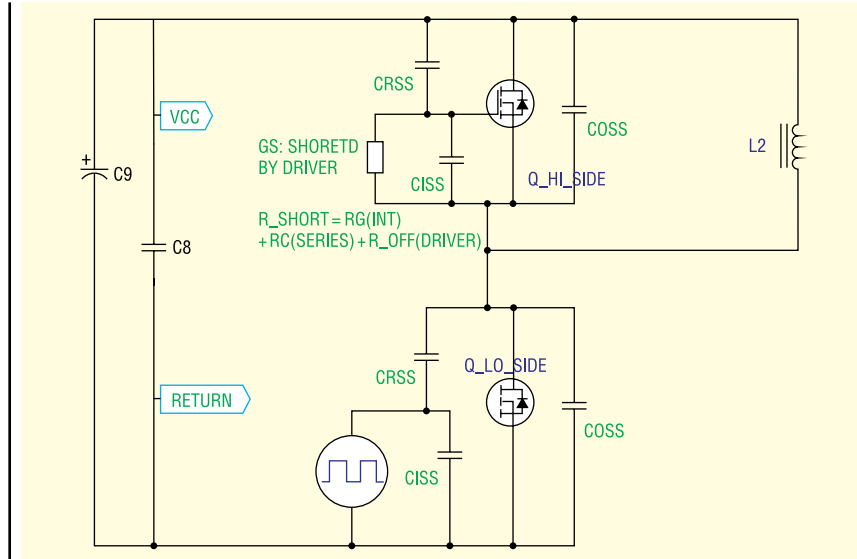 CRSS
VCC
COSS
GS: SHORETD
BY DRIVER
L2
+
C9
CISS
Q_HI_SIDE
R_SHORT=RG(INT)
+RC(SERIES)+R_OFF(DRIVER)
C8
Q_LO_SIDE
CRSS
RETURN
COSS
CISS